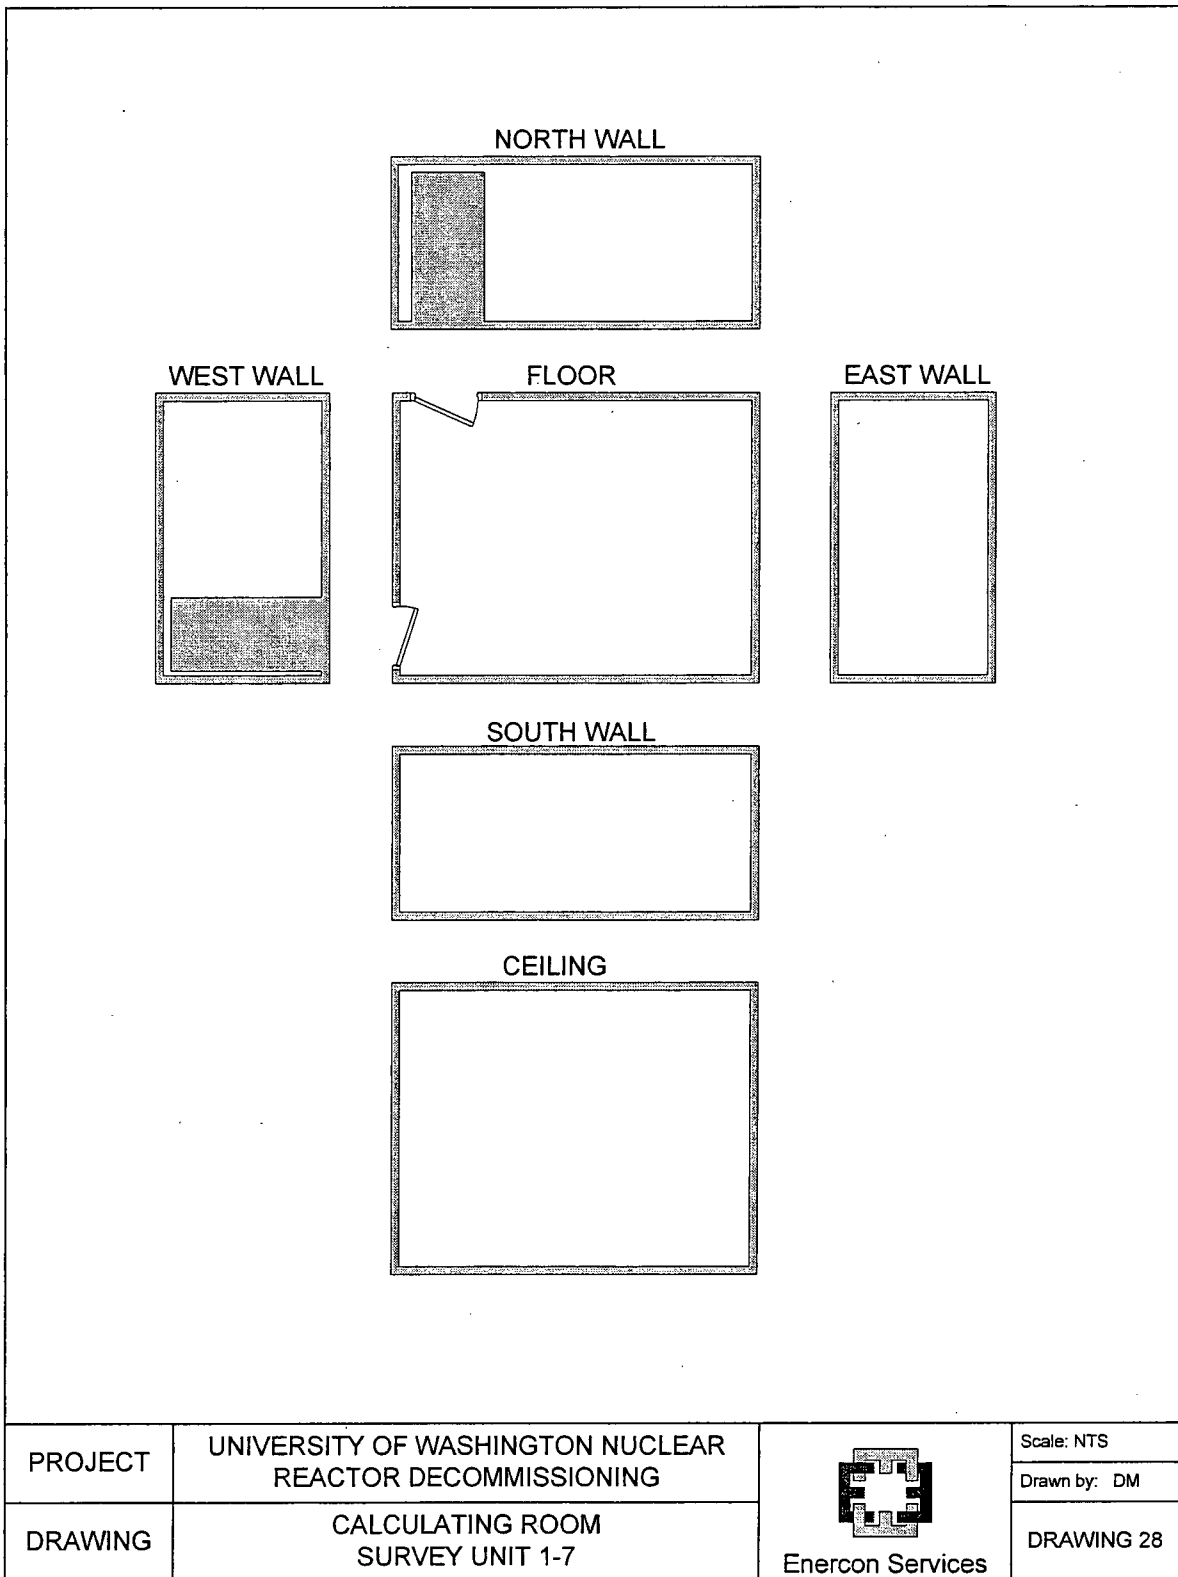 NORTH WALL
WEST WALL
FLOOR
EAST WALL
SOUTH WALL
CEILING
PROJECT
UNIVERSITY OF WASHINGTON NUCLEAR
REACTOR DECOMMISSIONING
DRAWING
CALCULATING ROOM
SURVEY UNIT 1-7
Enercon Services
Scale: NTS
Drawn by: DM
DRAWING 28